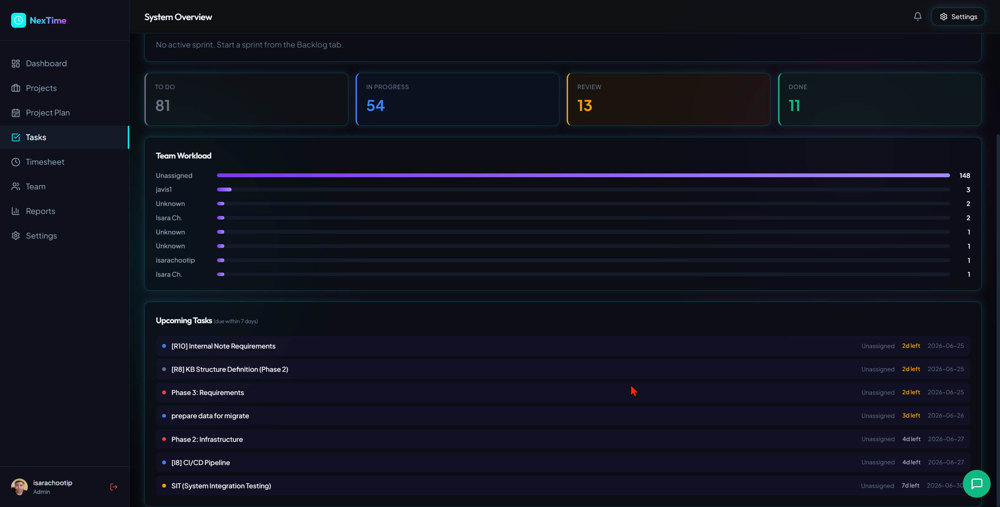 NexTime
System Overview
Settings
Dashboard
Projects
Project Plan
Tasks
Timesheet
Team
Reports
Settings
No active sprint. Start a sprint from the Backlog tab.
TO DO
81
IN PROGRESS
54
REVIEW
13
DONE
11
Team Workload
Unassigned 148
javis1 3
Unknown 2
Isara Ch. 2
Unknown 1
Unknown 1
isarachootip 1
Isara Ch. 1
Upcoming Tasks (due within 7 days)
[R10] Internal Note Requirements Unassigned 2d left 2026-06-25
[R8] KB Structure Definition (Phase 2) Unassigned 2d left 2026-06-25
Phase 3: Requirements Unassigned 2d left 2026-06-25
prepare data for migrate Unassigned 3d left 2026-06-26
Phase 2: Infrastructure Unassigned 4d left 2026-06-27
[I8] CI/CD Pipeline Unassigned 4d left 2026-06-27
SIT (System Integration Testing) Unassigned 7d left 2026-06-30
isarachootip
Admin